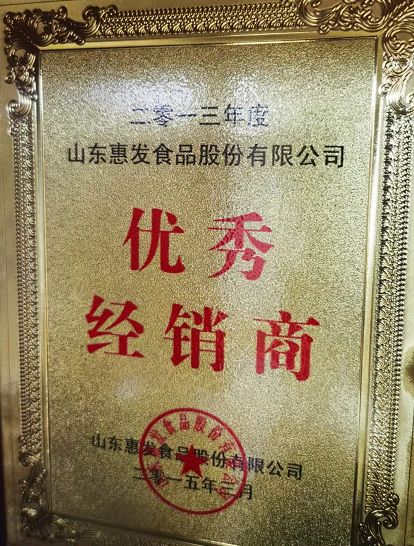 二零一三年度
山东惠发食品股份有限公司
优秀
经销商
山东惠发食品股份有限公司
二零一五年三月